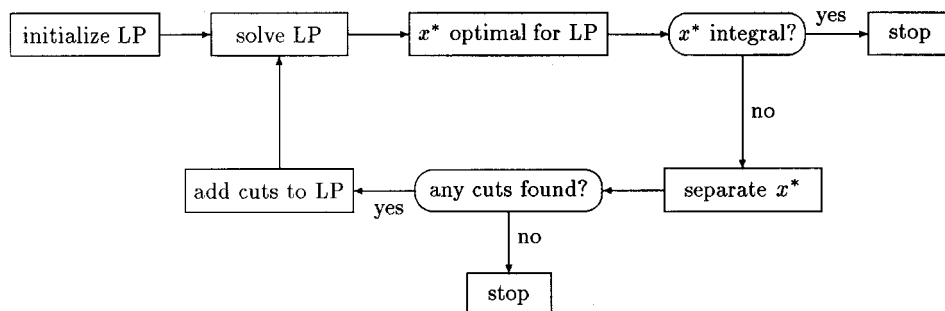 initialize LP
solve LP
x* optimal for LP
x* integral?
yes
stop
no
add cuts to LP
yes
any cuts found?
separate x*
no
stop